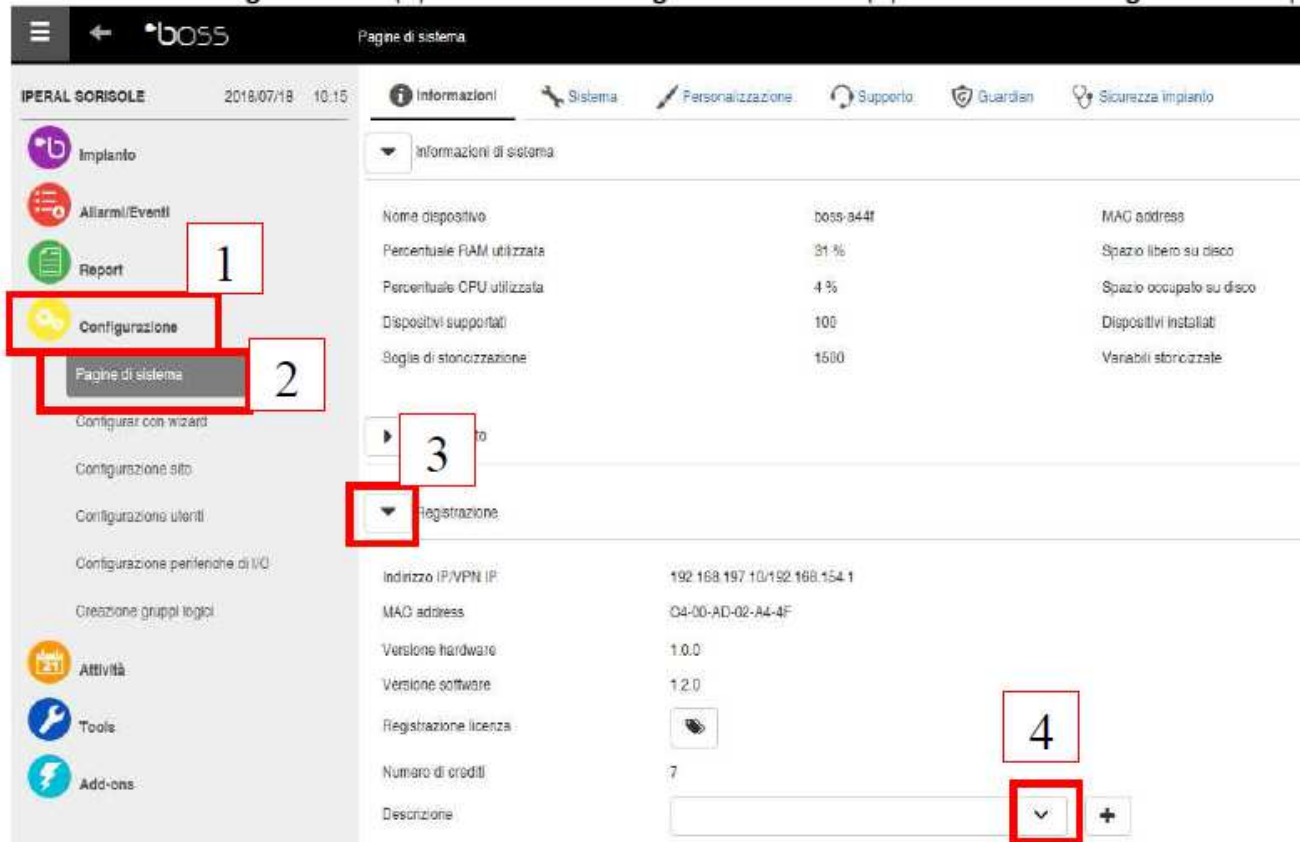 boss
Pagine di sistema
IPERAL SORISOLE 2018/07/18 10:15
Informazioni Sistema Personalizzazione Supporto Guardian Sicurezza impianto
Impianto
Allarmi/Eventi
Report
Configurazione
Pagine di sistema
Configurar con wizard
Configurazione sito
Configurazione utenti
Configurazione periferiche di I/O
Creazione gruppi logici
Attività
Tools
Add-ons
1
2
3
4
Informazioni di sistema
Nome dispositivo boss-a44f MAC address
Percentuale RAM utilizzata 31 % Spazio libero su disco
Percentuale CPU utilizzata 4 % Spazio occupato su disco
Dispositivi supportati 100 Dispositivi installati
Soglia di storicizzazione 1500 Variabili storicizzate
Registrazione
Indirizzo IP/VPN IP 192.168.197.10/192.168.154.1
MAC address C4-00-AD-02-A4-4F
Versione hardware 1.0.0
Versione software 1.2.0
Registrazione licenza
Numero di crediti 7
Descrizione